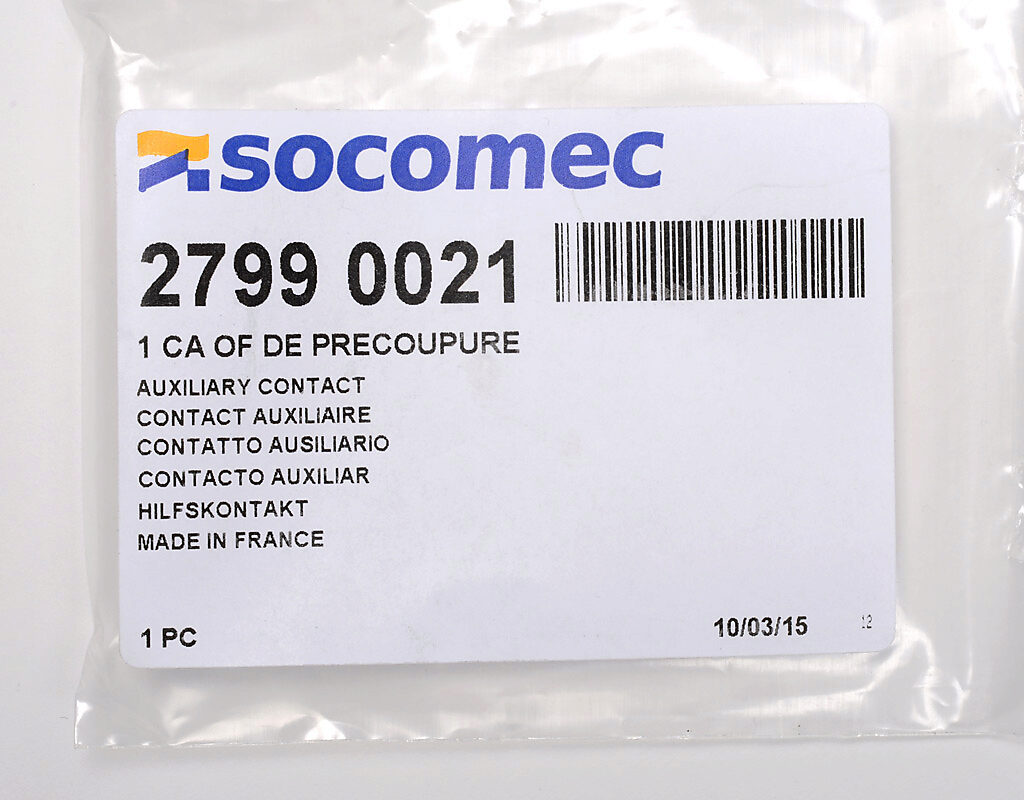 socomec
2799 0021
1 CA OF DE PRECOUPURE
AUXILIARY CONTACT
CONTACT AUXILIAIRE
CONTATTO AUSILIARIO
CONTACTO AUXILIAR
HILFSKONTAKT
MADE IN FRANCE
1 PC
10/03/15
12